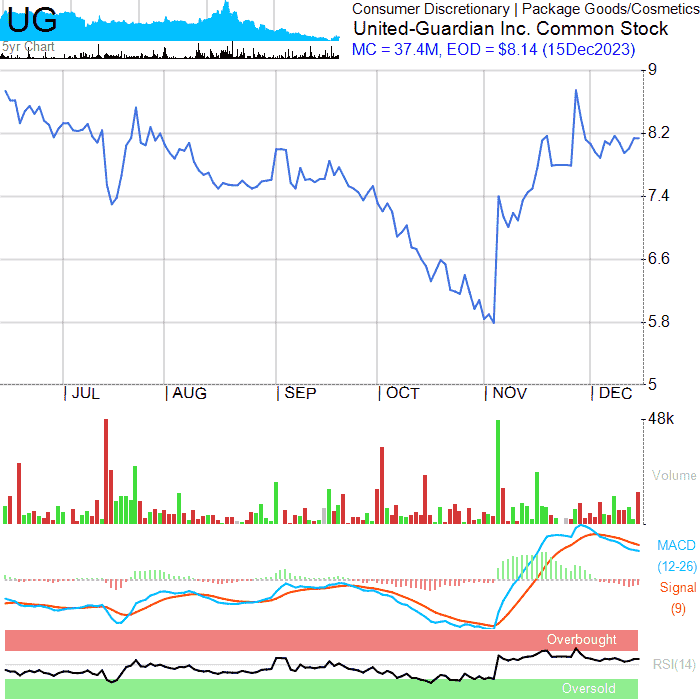 UG
5yr Chart
Consumer Discretionary | Package Goods/Cosmetics
United-Guardian Inc. Common Stock
MC = 37.4M, EOD = $8.14 (15Dec2023)
9
8.2
7.4
6.6
5.8
5
JUL AUG SEP OCT NOV DEC
48k
Volume
MACD
(12-26)
Signal
(9)
Overbought
RSI(14)
Oversold